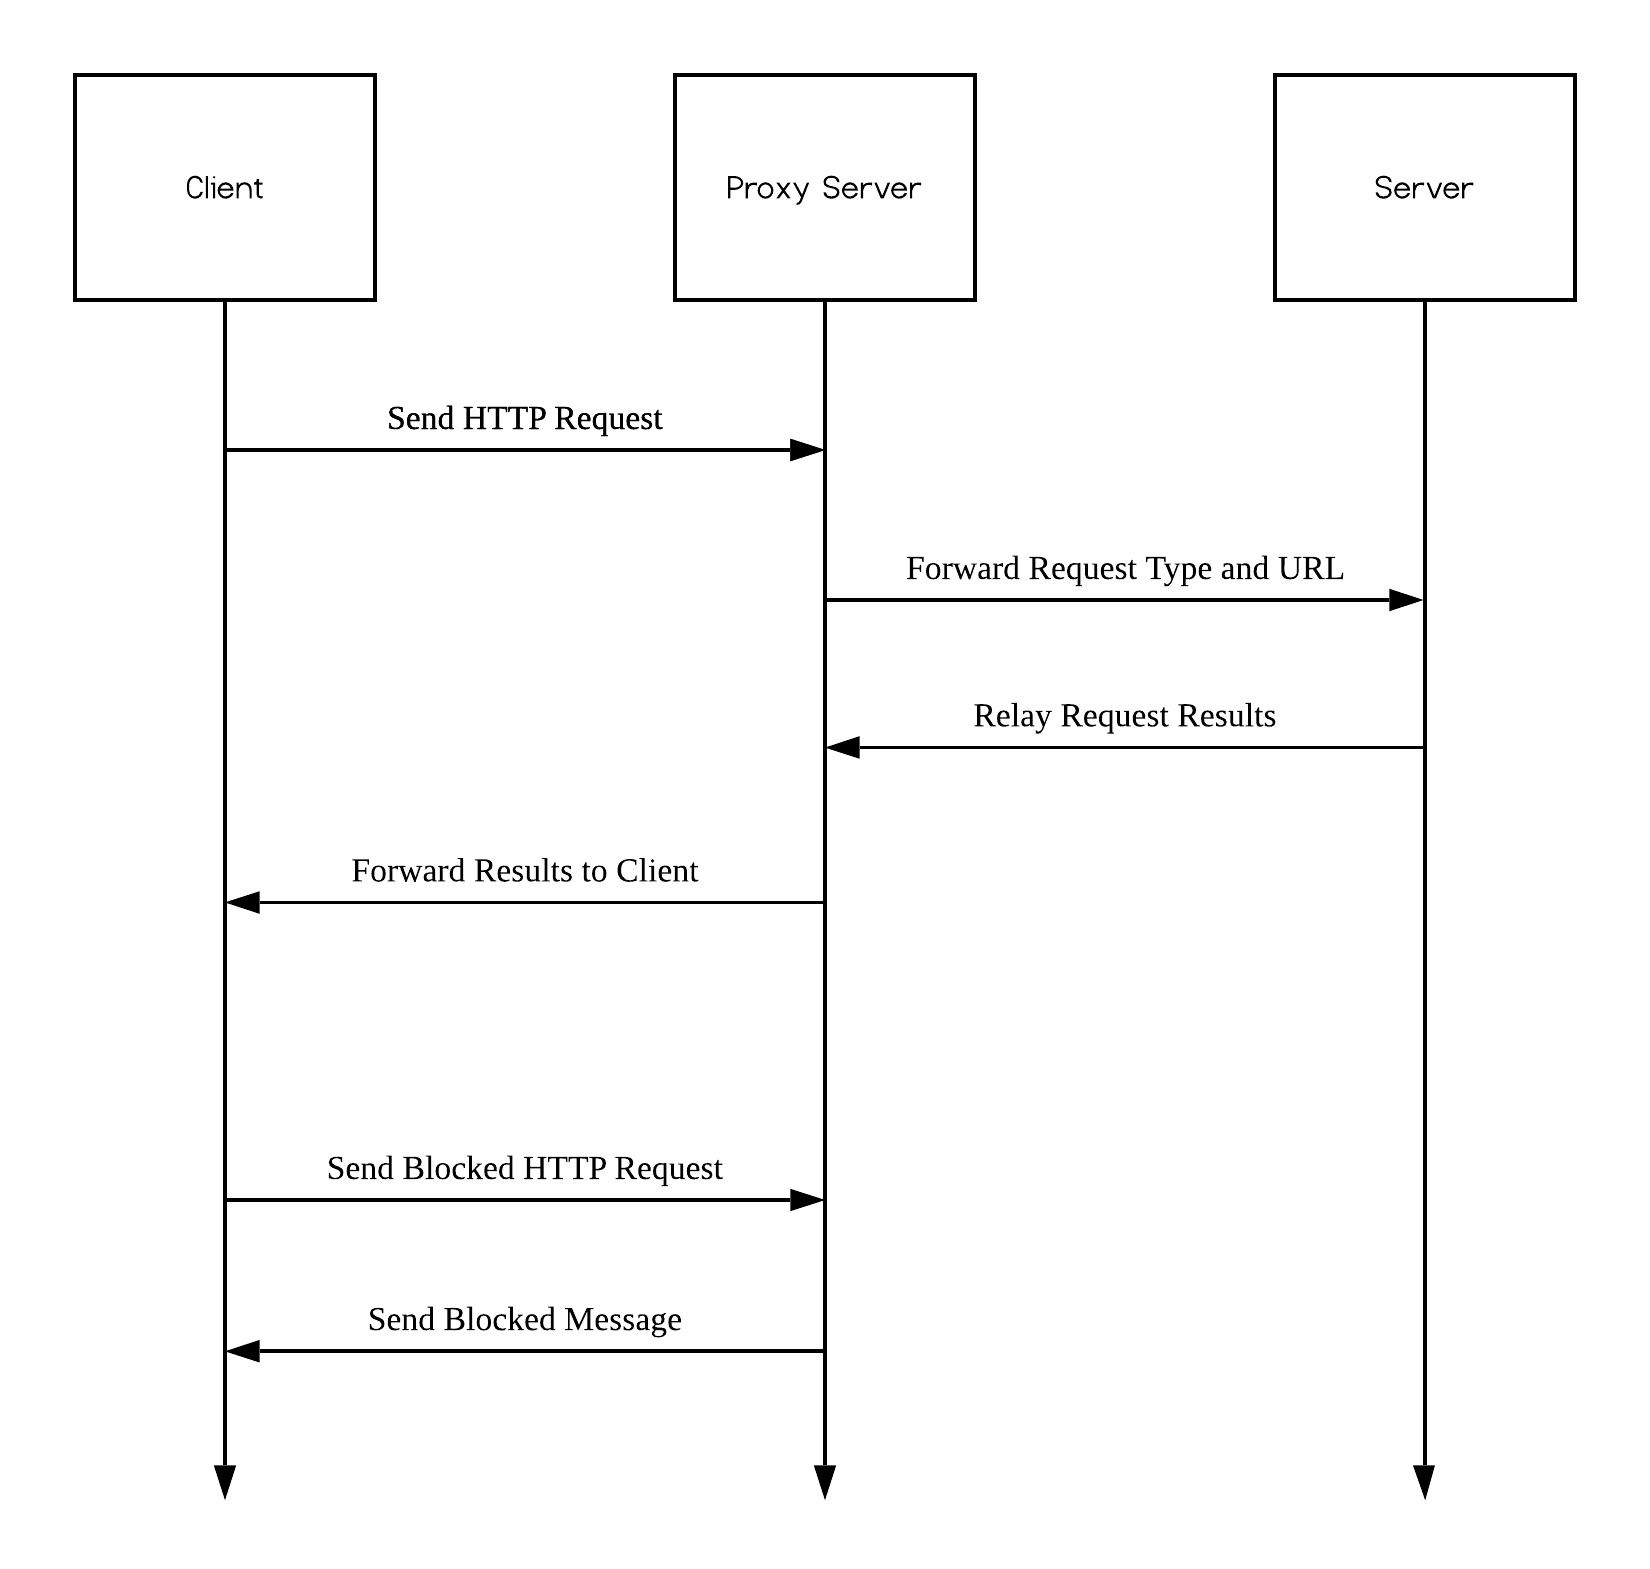 Client
Proxy Server
Server
Send HTTP Request
Forward Request Type and URL
Relay Request Results
Forward Results to Client
Send Blocked HTTP Request
Send Blocked Message